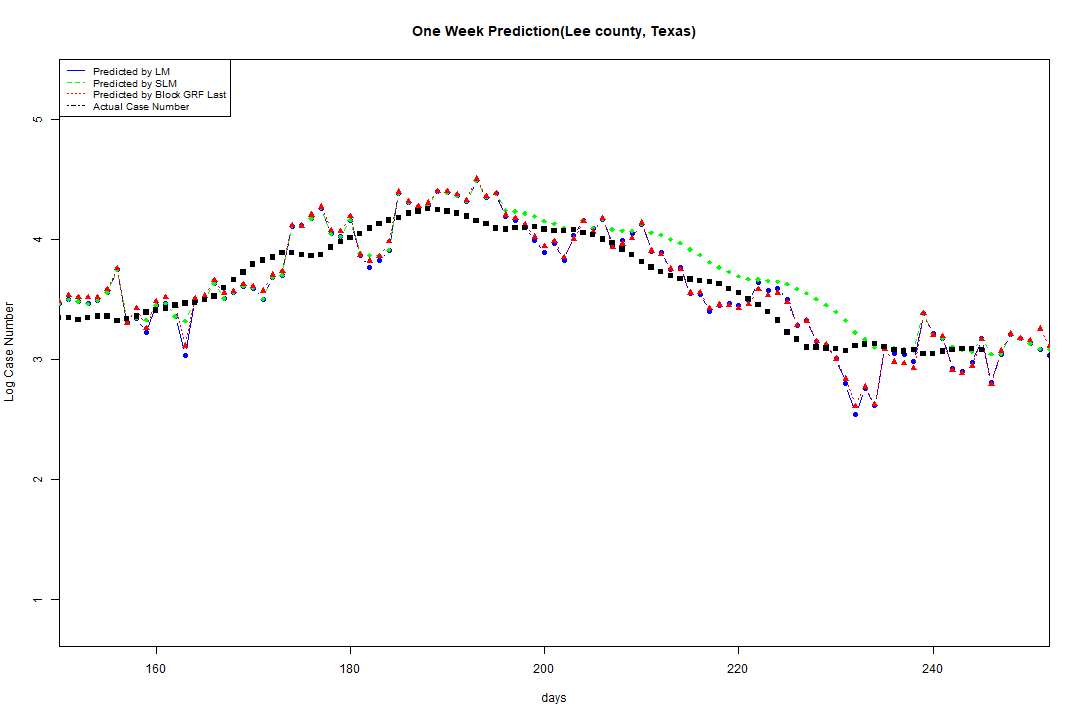 One Week Prediction(Lee county, Texas)
Predicted by LM
Predicted by SLM
Predicted by Block GRF Last
Actual Case Number
5
4
3
2
1
Log Case Number
160 180 200 220 240
days